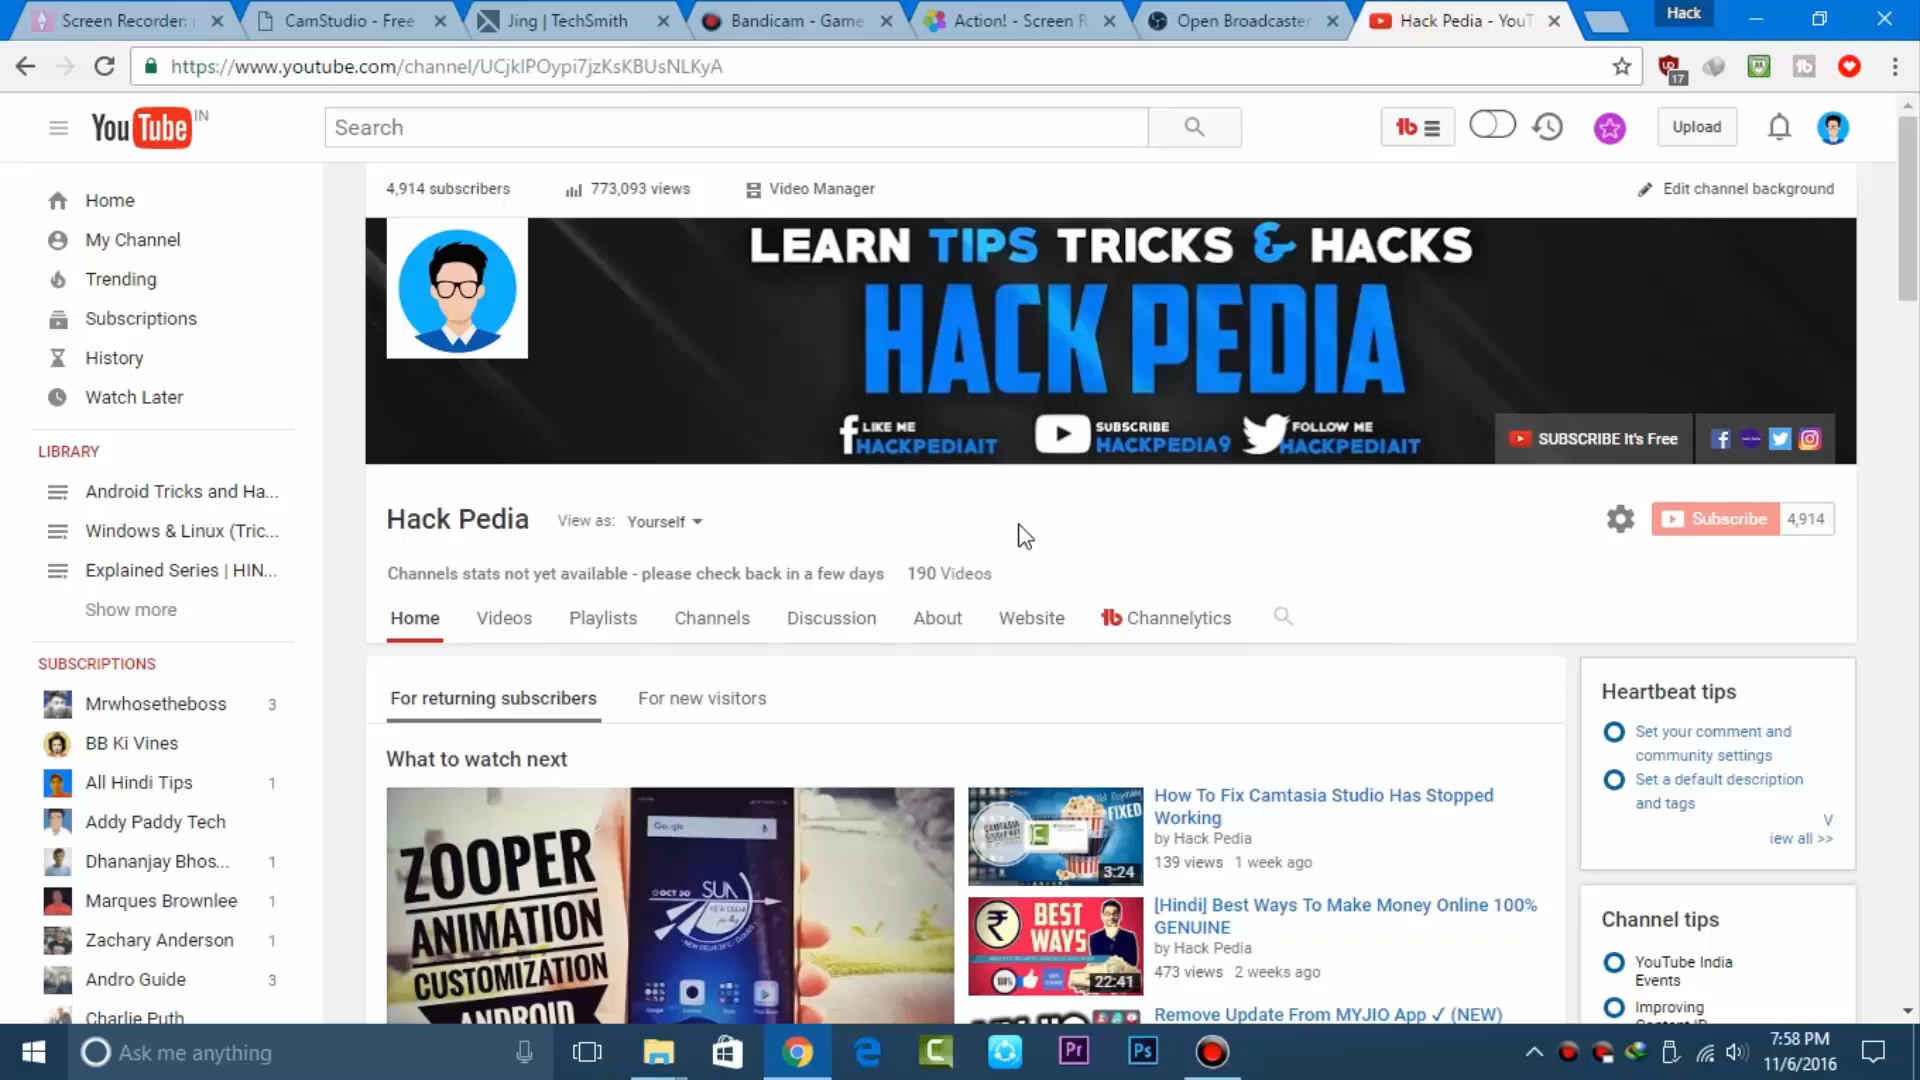 Screen Recorder:
CamStudio - Free
Jing | TechSmith
Bandicam - Game
Action! - Screen R
Open Broadcaster
Hack Pedia - YouT
Hack
https://www.youtube.com/channel/UCjkIPOypi7jzKsKBUsNLKyA
17
YouTube IN
Search
Upload
Home
My Channel
Trending
Subscriptions
History
Watch Later
LIBRARY
Android Tricks and Ha...
Windows & Linux (Tric...
Explained Series | HIN...
Show more
SUBSCRIPTIONS
Mrwhosetheboss 3
BB Ki Vines
All Hindi Tips 1
Addy Paddy Tech
Dhananjay Bhos... 1
Marques Brownlee 1
Zachary Anderson 1
Andro Guide 3
Charlie Puth
4,914 subscribers
773,093 views
Video Manager
Edit channel background
LEARN TIPS TRICKS & HACKS
HACK PEDIA
LIKE ME
HACKPEDIAIT
SUBSCRIBE
HACKPEDIA9
FOLLOW ME
HACKPEDIAIT
SUBSCRIBE It's Free
Hack Pedia
View as: Yourself
Subscribe 4,914
Channels stats not yet available - please check back in a few days
190 Videos
Home
Videos
Playlists
Channels
Discussion
About
Website
Channelytics
For returning subscribers
For new visitors
What to watch next
ZOOPER
ANIMATION
CUSTOMIZATION
ANDROID
Google
SUN
FIXED
3:24
How To Fix Camtasia Studio Has Stopped
Working
by Hack Pedia
139 views 1 week ago
BEST
WAYS
22:41
[Hindi] Best Ways To Make Money Online 100%
GENUINE
by Hack Pedia
473 views 2 weeks ago
Remove Update From MYJIO App ✓ (NEW)
Heartbeat tips
Set your comment and
community settings
Set a default description
and tags
V
iew all >>
Channel tips
YouTube India
Events
Improving
Content ID
Ask me anything
Pr
Ps
7:58 PM
11/6/2016